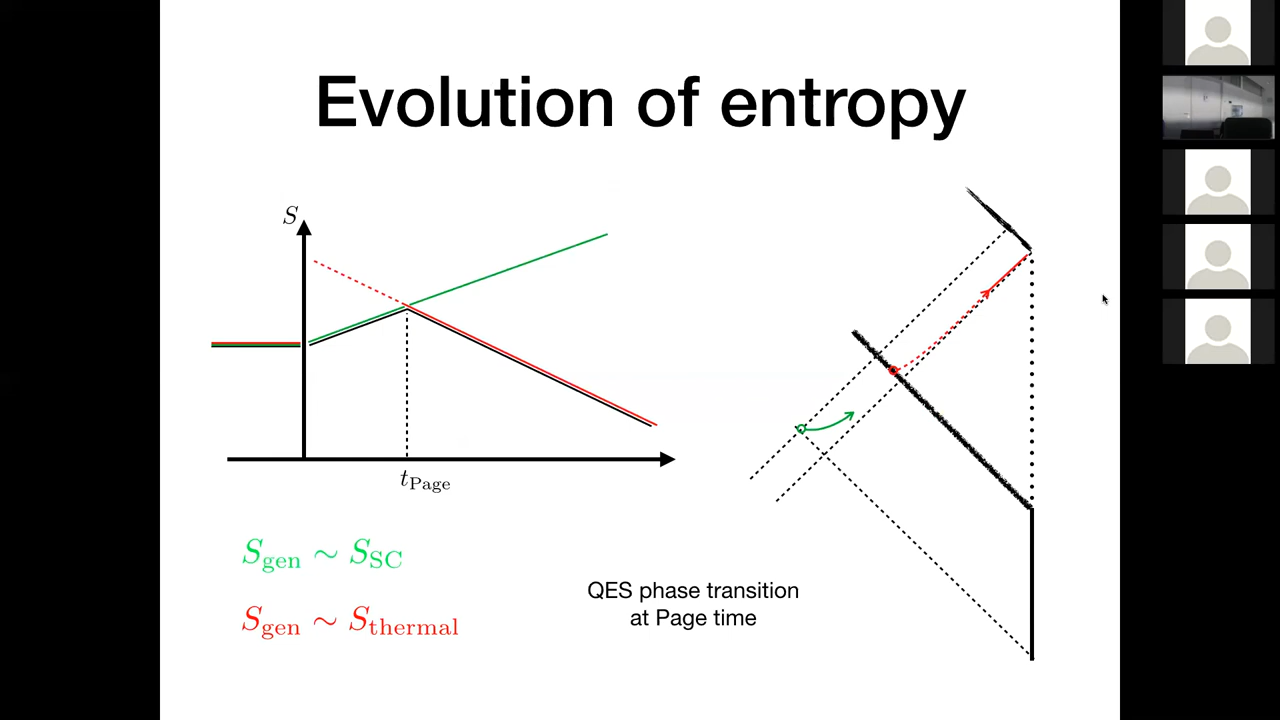 Evolution of entropy
S
t_Page
S_gen ∼ S_SC
S_gen ∼ S_thermal
QES phase transition
at Page time